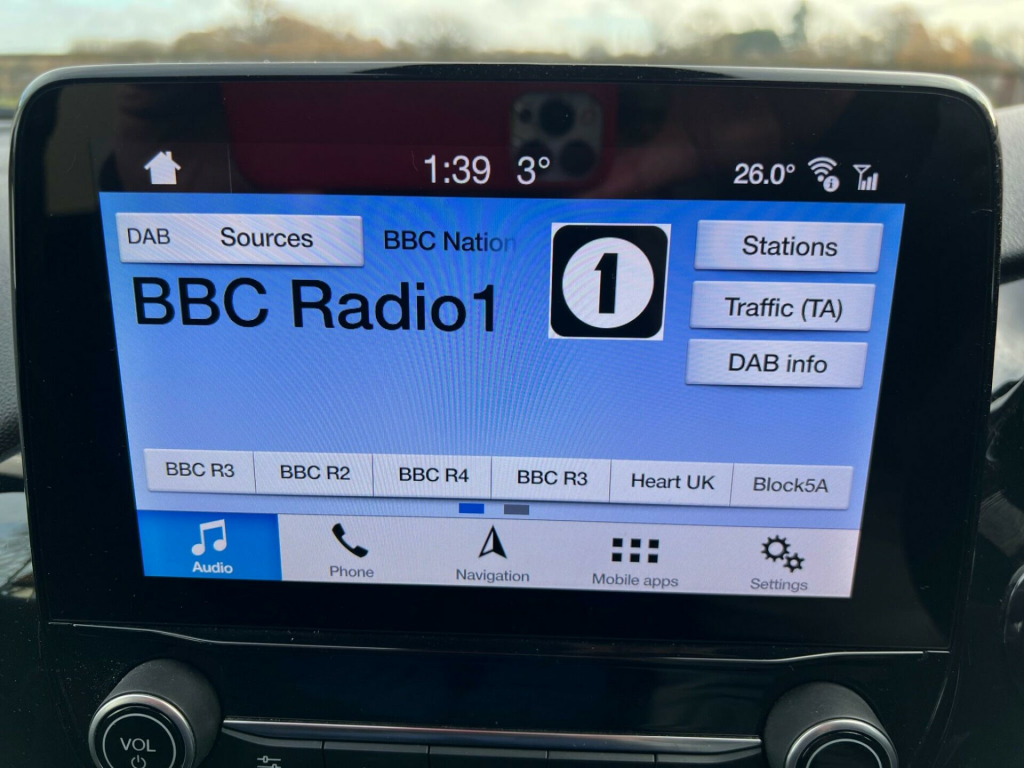 1:39 3° 26.0°
DAB Sources BBC Nation
BBC Radio1
1
Stations
Traffic (TA)
DAB info
BBC R3 BBC R2 BBC R4 BBC R3 Heart UK Block5A
Audio Phone Navigation Mobile apps Settings
VOL